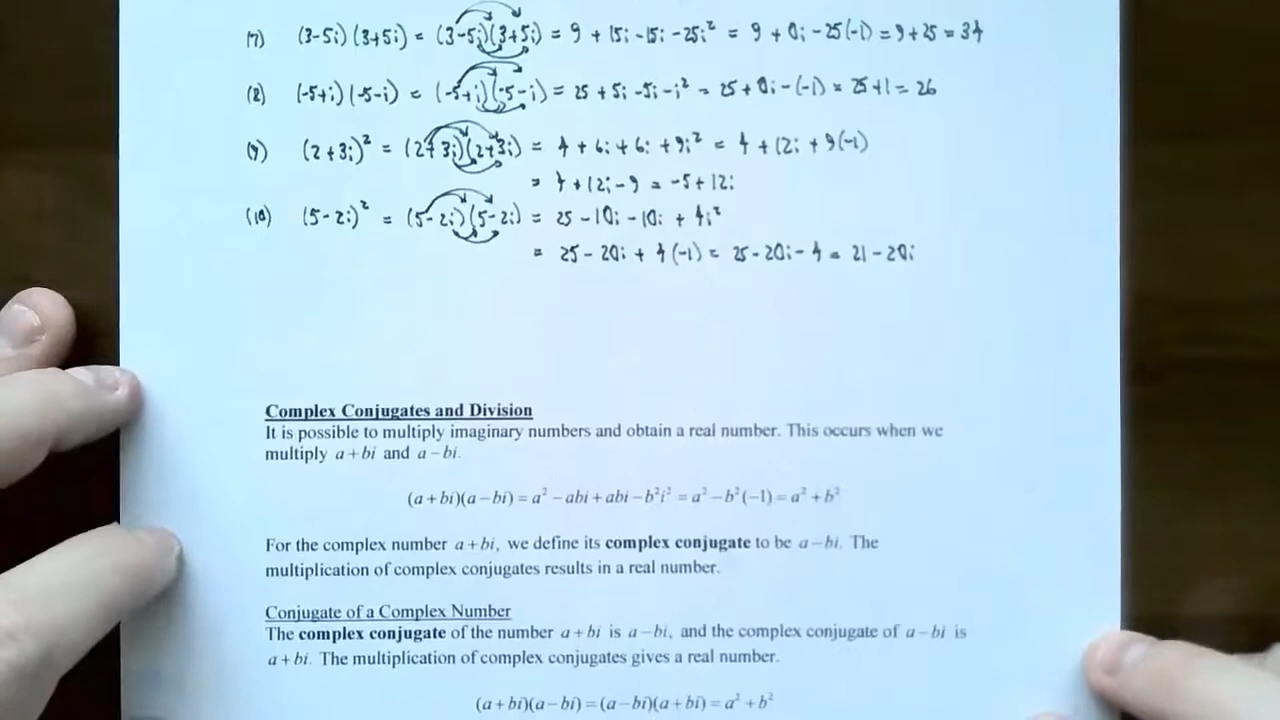 (7) (3-5i)(3+5i) = (3-5i)(3+5i) = 9 + 15i - 15i - 25i² = 9 + 0i - 25(-1) = 9+25 = 34
(8) (-5+i)(-5-i) = (-5+i)(-5-i) = 25 + 5i - 5i - i² = 25 + 0i - (-1) = 25+1 = 26
(9) (2+3i)² = (2+3i)(2+3i) = 4 + 6i + 6i + 9i² = 4 + 12i + 9(-1)
= 4+12i-9 = -5+12i
(10) (5-2i)² = (5-2i)(5-2i) = 25 - 10i - 10i + 4i²
= 25 - 20i + 4(-1) = 25-20i-4 = 21-20i
Complex Conjugates and Division
It is possible to multiply imaginary numbers and obtain a real number. This occurs when we
multiply a+bi and a-bi.
(a+bi)(a-bi) = a² - abi + abi - b²i² = a² - b²(-1) = a² + b²
For the complex number a+bi, we define its complex conjugate to be a-bi. The
multiplication of complex conjugates results in a real number.
Conjugate of a Complex Number
The complex conjugate of the number a+bi is a-bi, and the complex conjugate of a-bi is
a+bi. The multiplication of complex conjugates gives a real number.
(a+bi)(a-bi) = (a-bi)(a+bi) = a² + b²